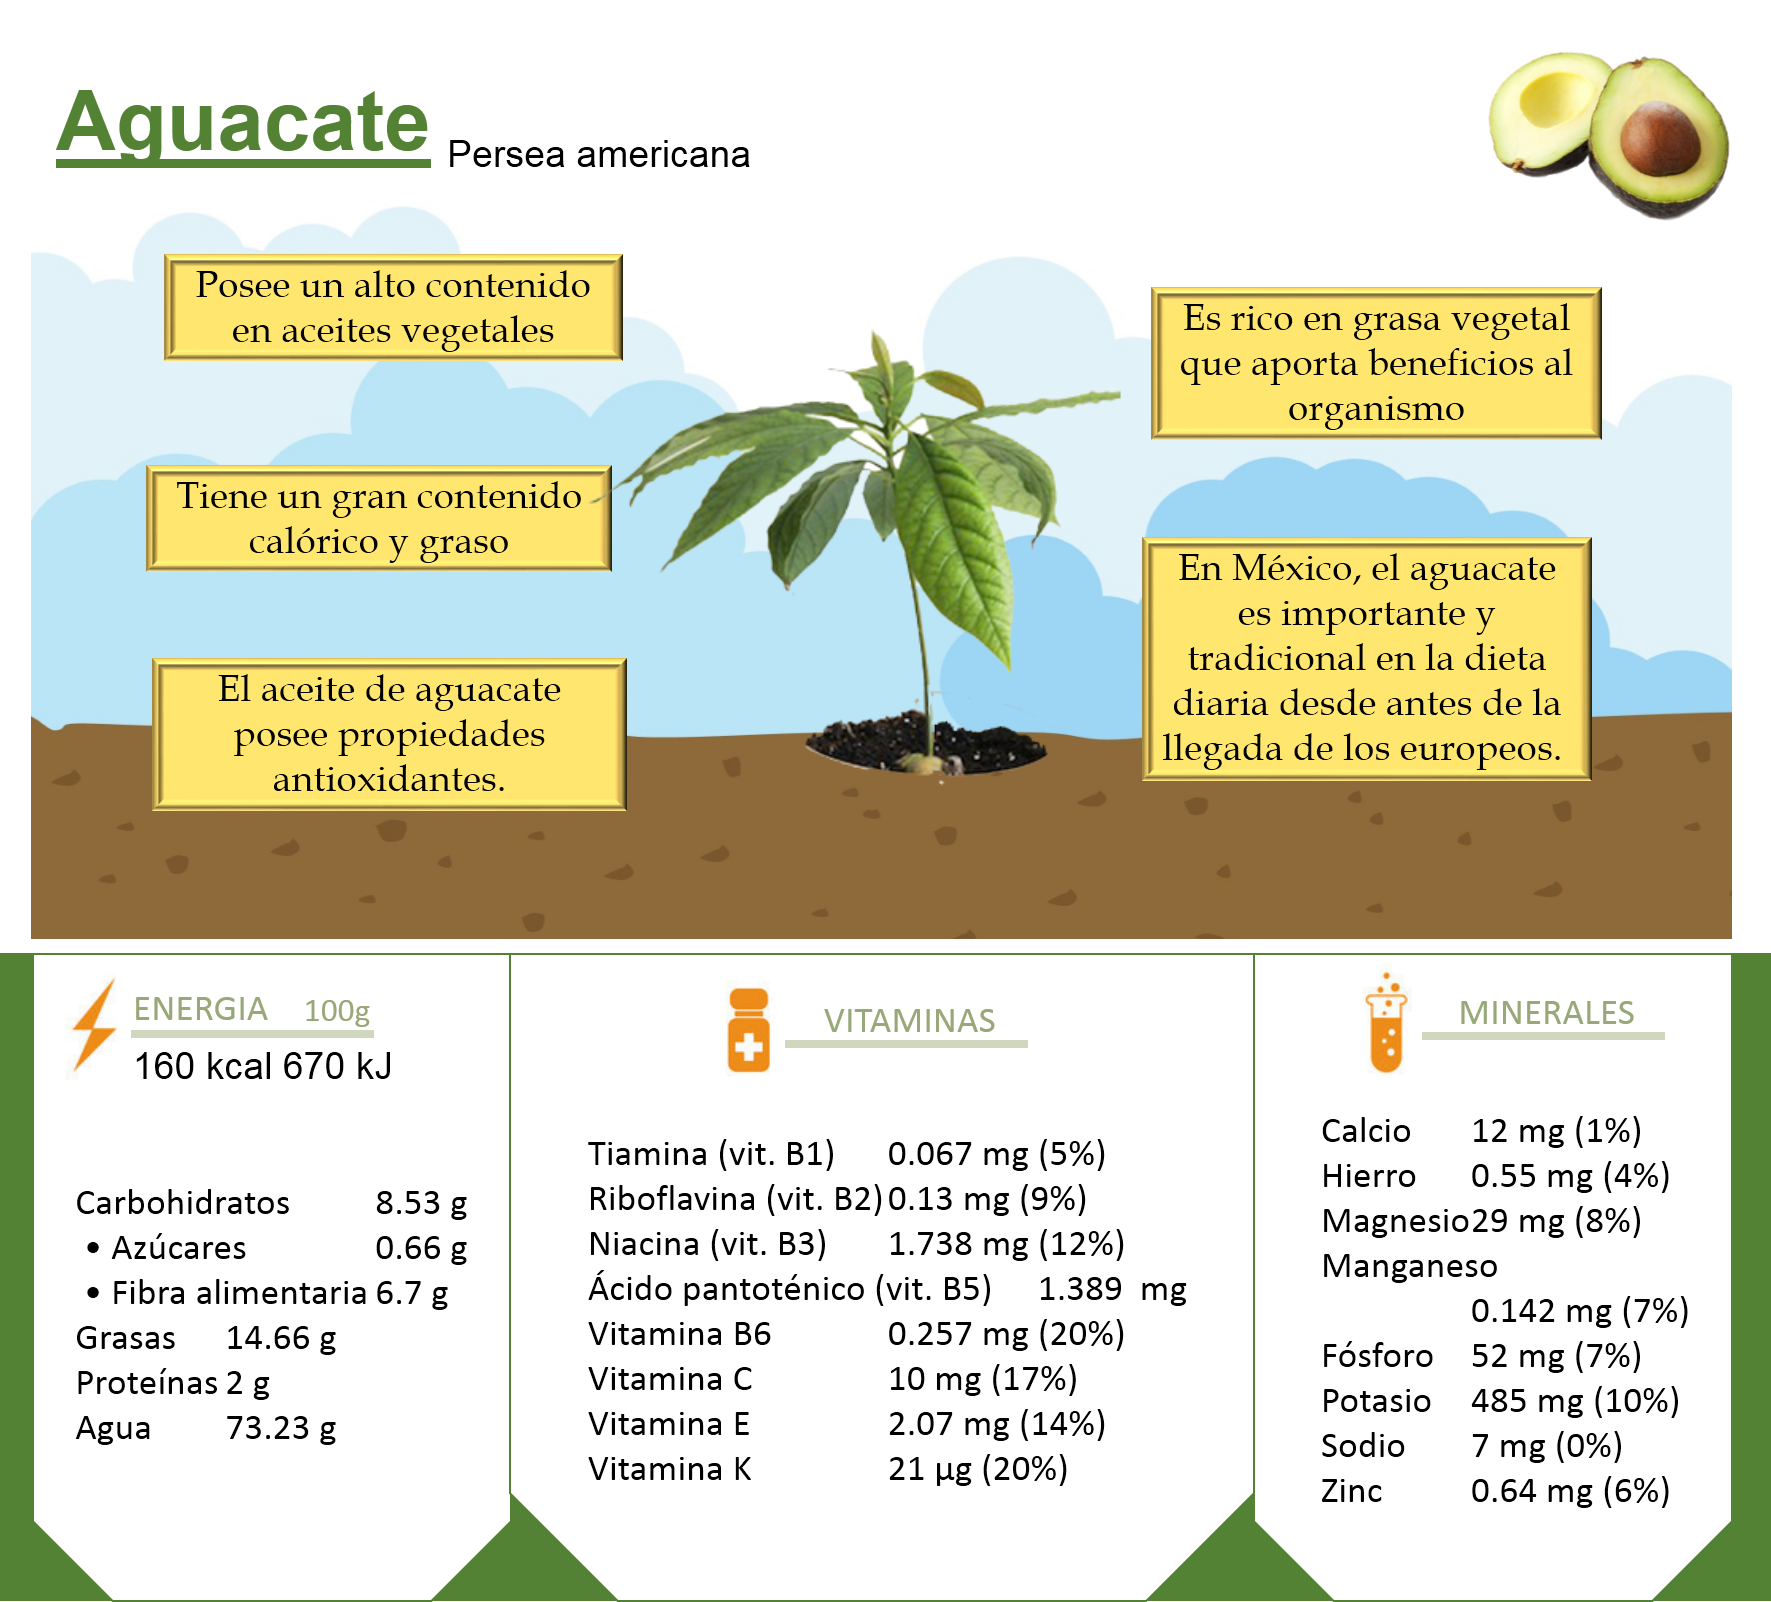 Aguacate Persea americana
Posee un alto contenido
en aceites vegetales
Tiene un gran contenido
calórico y graso
El aceite de aguacate
posee propiedades
antioxidantes.
Es rico en grasa vegetal
que aporta beneficios al
organismo
En México, el aguacate
es importante y
tradicional en la dieta
diaria desde antes de la
llegada de los europeos.
ENERGIA 100g
160 kcal 670 kJ
Carbohidratos 8.53 g
• Azúcares 0.66 g
• Fibra alimentaria 6.7 g
Grasas 14.66 g
Proteínas 2 g
Agua 73.23 g
VITAMINAS
Tiamina (vit. B1) 0.067 mg (5%)
Riboflavina (vit. B2) 0.13 mg (9%)
Niacina (vit. B3) 1.738 mg (12%)
Ácido pantoténico (vit. B5) 1.389 mg
Vitamina B6 0.257 mg (20%)
Vitamina C 10 mg (17%)
Vitamina E 2.07 mg (14%)
Vitamina K 21 μg (20%)
MINERALES
Calcio 12 mg (1%)
Hierro 0.55 mg (4%)
Magnesio 29 mg (8%)
Manganeso
0.142 mg (7%)
Fósforo 52 mg (7%)
Potasio 485 mg (10%)
Sodio 7 mg (0%)
Zinc 0.64 mg (6%)